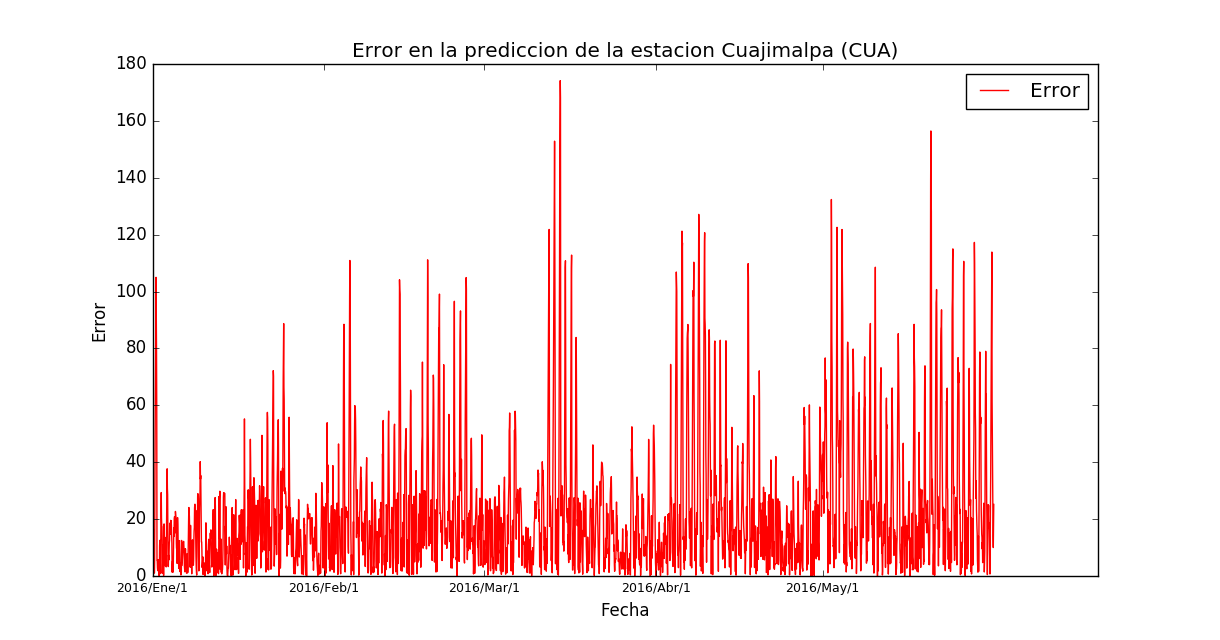 Error en la prediccion de la estacion Cuajimalpa (CUA)
Error
180
160
140
120
100
80
60
40
20
0
Error
2016/Ene/1 2016/Feb/1 2016/Mar/1 2016/Abr/1 2016/May/1
Fecha